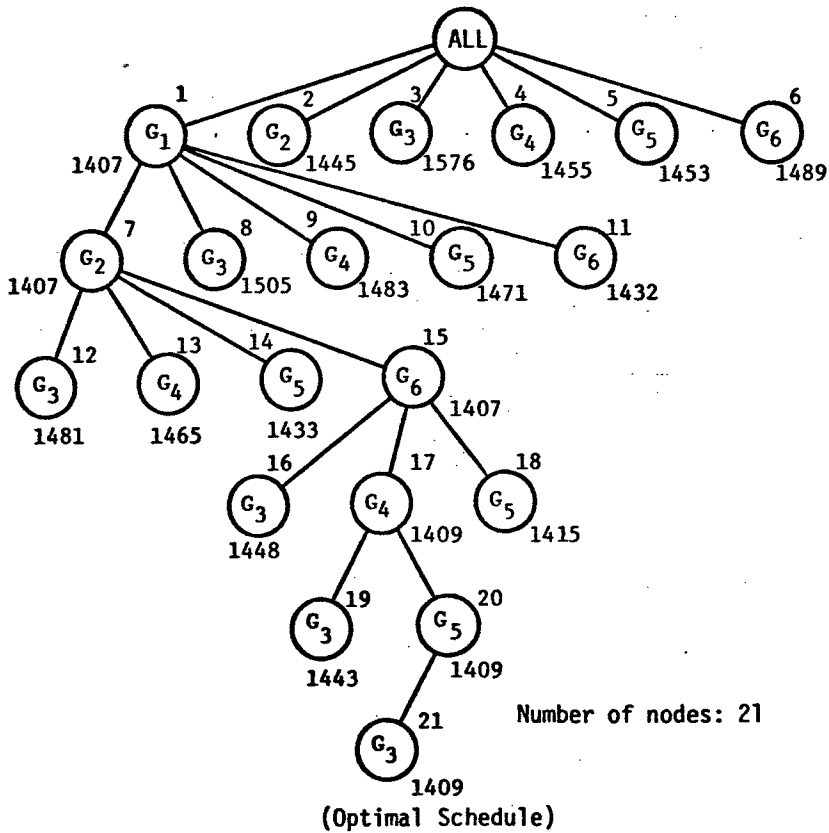 ALL
1 2 3 4 5 6
G1 G2 G3 G4 G5 G6
1407 1445 1576 1455 1453 1489
7 8 9 10 11
G2 G3 G4 G5 G6
1407 1505 1483 1471 1432
12 13 14 15
G3 G4 G5 G6
1481 1465 1433 1407
16 17 18
G3 G4 G5
1448 1409 1415
19 20
G3 G5
1443 1409
Number of nodes: 21
21
G3
1409
(Optimal Schedule)